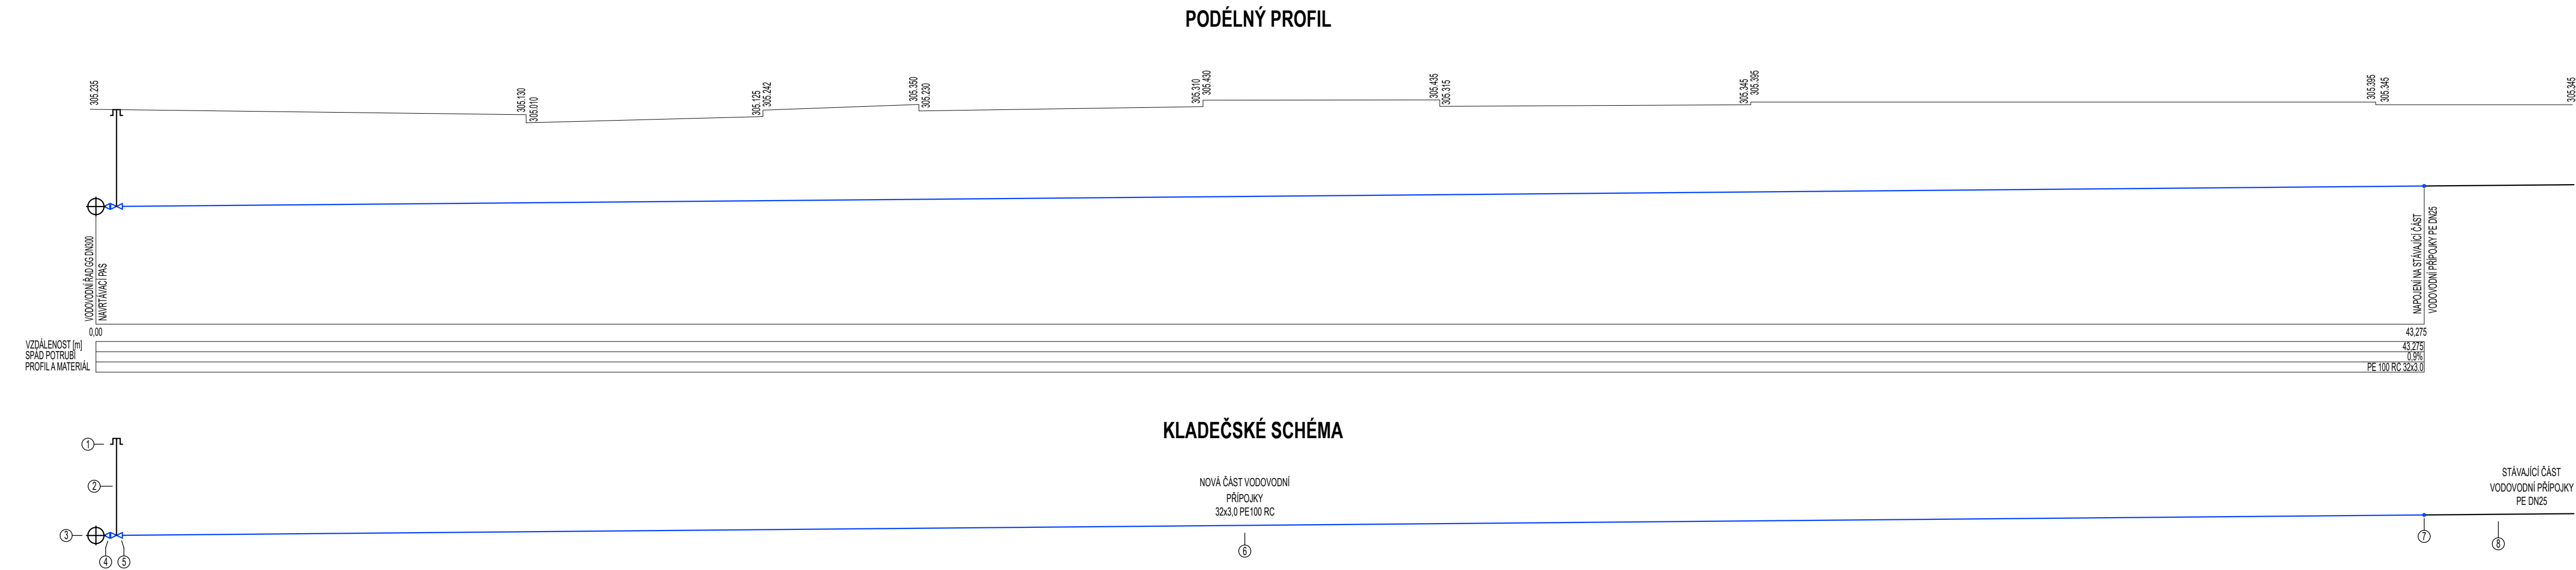 PODÉLNÝ PROFIL
305.235
305.130
305.010
305.125
305.242
305.350
305.230
305.310
305.430
305.435
305.315
305.345
305.395
305.395
305.345
305.345
VODOVODNÍ ŘAD GG DN300
NAVRTÁVACÍ PAS
NAPOJENÍ NA STÁVAJÍCÍ ČÁST
VODOVODNÍ PŘÍPOJKY PE DN25
0,00
43,275
VZDÁLENOST [m]
43,275
SPÁD POTRUBÍ
0,9%
PROFIL A MATERIÁL
PE 100 RC 32x3,0
KLADEČSKÉ SCHÉMA
1
2
3
4
5
NOVÁ ČÁST VODOVODNÍ
PŘÍPOJKY
32x3,0 PE100 RC
6
STÁVAJÍCÍ ČÁST
VODOVODNÍ PŘÍPOJKY
PE DN25
7
8